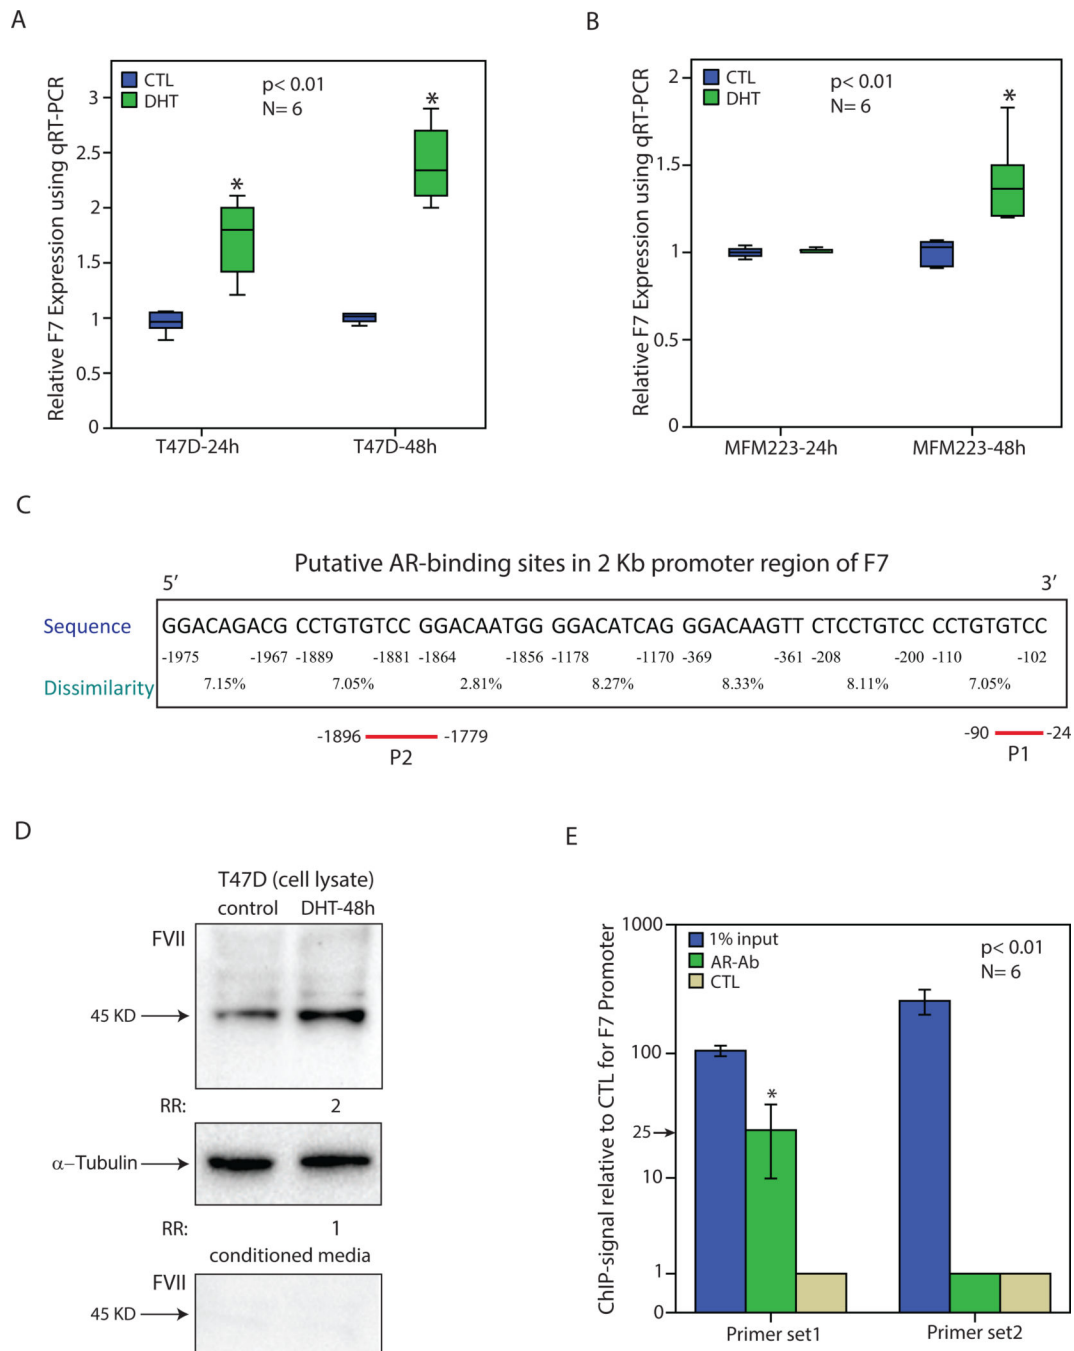 A
Relative F7 Expression using qRT-PCR
CTL
DHT
p< 0.01
N= 6
3
2.5
2
1.5
1
0.5
0
*
*
T47D-24h
T47D-48h
B
Relative F7 Expression using qRT-PCR
CTL
DHT
p< 0.01
N= 6
2
1.5
1
0.5
0
*
MFM223-24h
MFM223-48h
C
Putative AR-binding sites in 2 Kb promoter region of F7
5’ 3’
Sequence GGACAGACG CCTGTGTCC GGACAATGG GGACATCAG GGACAAGTT CTCCTGTCC CCTGTGTCC
-1975 -1967 -1889 -1881 -1864 -1856 -1178 -1170 -369 -361 -208 -200 -110 -102
Dissimilarity 7.15% 7.05% 2.81% 8.27% 8.33% 8.11% 7.05%
-1896 -1779 -90 -24
P2 P1
D
T47D (cell lysate)
control DHT-48h
FVII
45 KD
RR: 2
α–Tubulin
RR: 1
conditioned media
FVII
45 KD
E
ChIP-signal relative to CTL for F7 Promoter
1% input
AR-Ab
CTL
p< 0.01
N= 6
1000
100
25
10
1
0
*
Primer set1
Primer set2